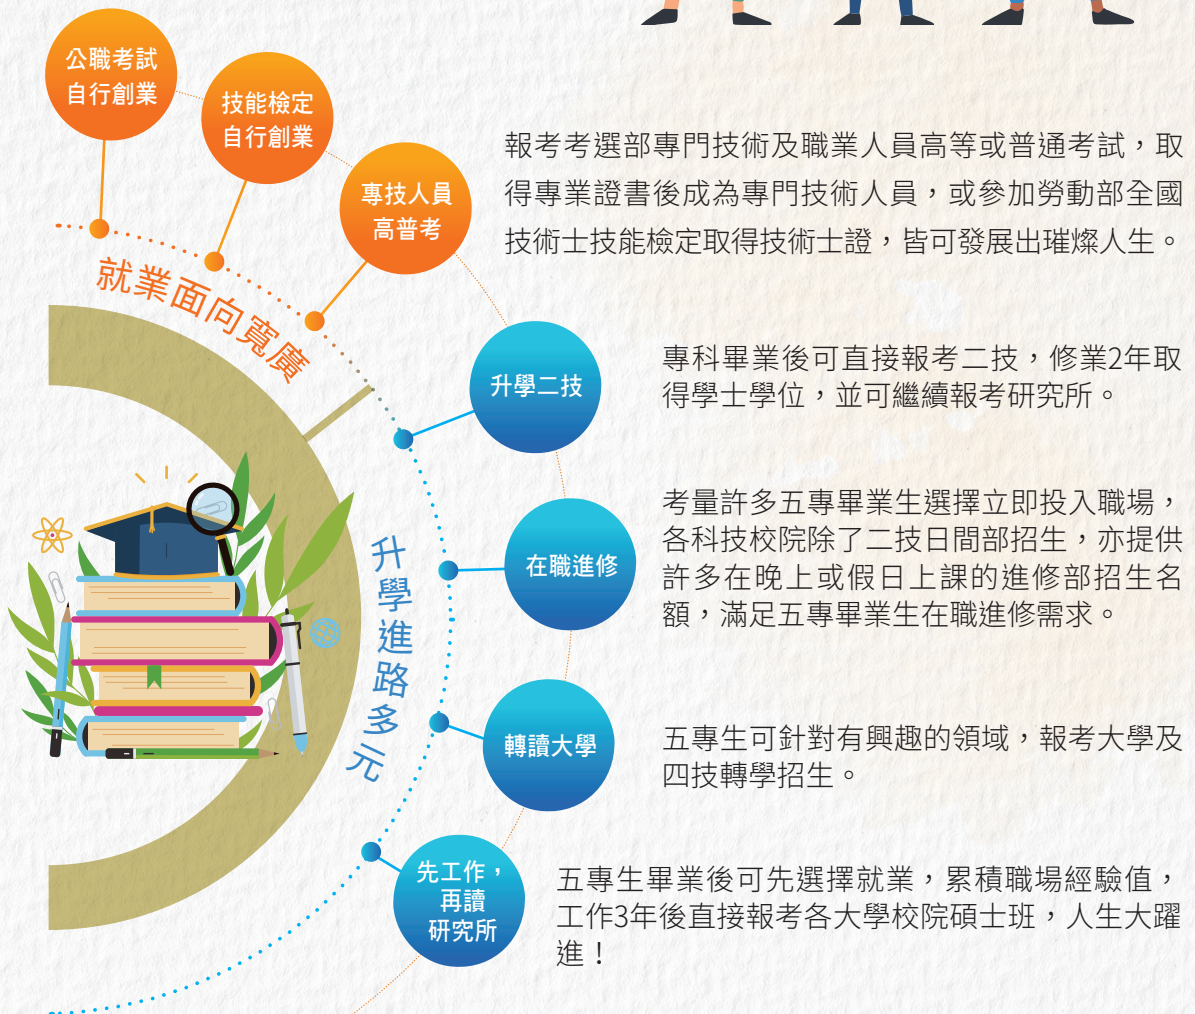 公職考試
自行創業
技能檢定
自行創業
專技人員
高普考
報考考選部專門技術及職業人員高等或普通考試，取
得專業證書後成為專門技術人員，或參加勞動部全國
技術士技能檢定取得技術士證，皆可發展出璀燦人生。
就業面向寬廣
升學二技
專科畢業後可直接報考二技，修業2年取
得學士學位，並可繼續報考研究所。
在職進修
考量許多五專畢業生選擇立即投入職場，
各科技校院除了二技日間部招生，亦提供
許多在晚上或假日上課的進修部招生名
額，滿足五專畢業生在職進修需求。
升學進路多元
轉讀大學
五專生可針對有興趣的領域，報考大學及
四技轉學招生。
先工作，
再讀
研究所
五專生畢業後可先選擇就業，累積職場經驗值，
工作3年後直接報考各大學校院碩士班，人生大躍
進！